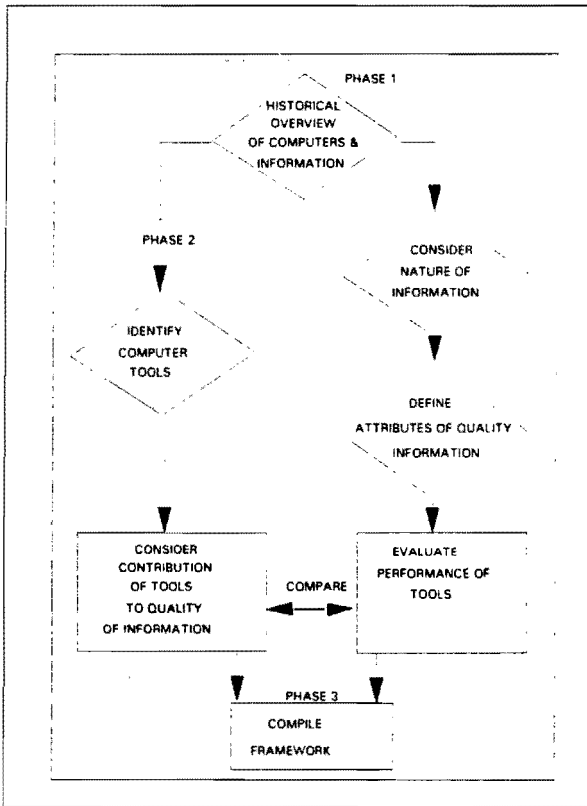 PHASE 1
HISTORICAL
OVERVIEW
OF COMPUTERS &
INFORMATION
PHASE 2
CONSIDER
NATURE OF
INFORMATION
IDENTIFY
COMPUTER
TOOLS
DEFINE
ATTRIBUTES OF QUALITY
INFORMATION
CONSIDER
CONTRIBUTION
OF TOOLS
TO QUALITY
OF INFORMATION
COMPARE
EVALUATE
PERFORMANCE OF
TOOLS
PHASE 3
COMPILE
FRAMEWORK